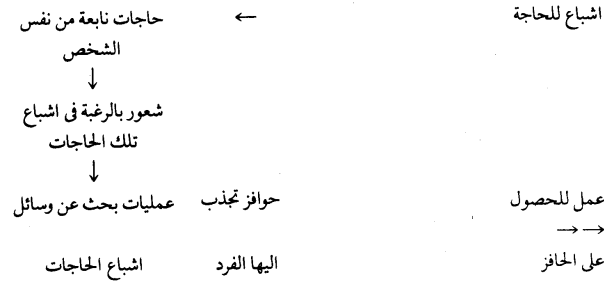 اشباع للحاجة ← حاجات نابعة من نفس
الشخص
↓
شعور بالرغبة فى اشباع
تلك الحاجات
↓
عمل للحصول حوافز تجذب عمليات بحث عن وسائل
→ →
على الحافز اليها الفرد اشباع الحاجات